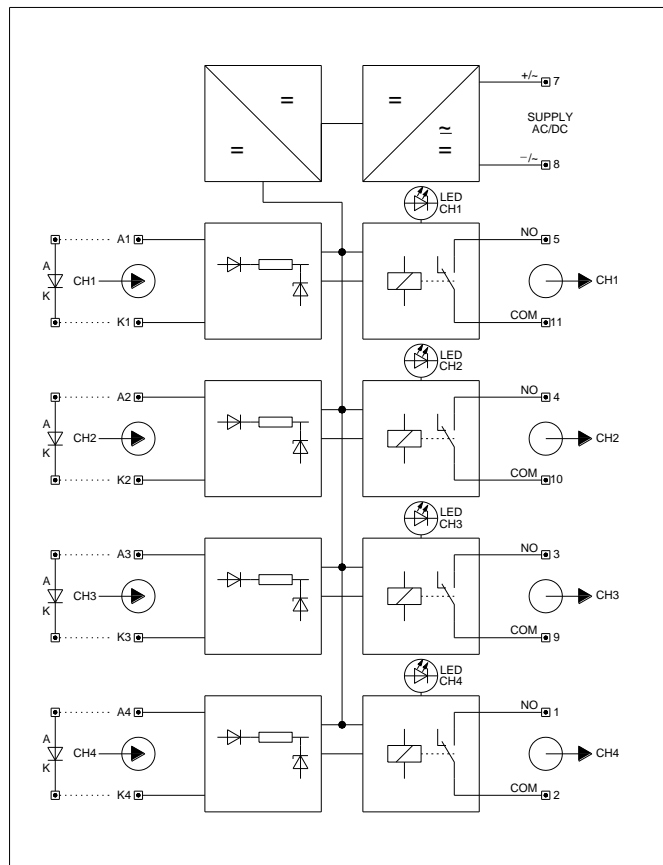 +/~ 7
SUPPLY
AC/DC
−/~ 8
LED
CH1
A1
NO 5
A
K
CH1
CH1
K1
COM 11
LED
CH2
A2
NO 4
A
K
CH2
CH2
K2
COM 10
LED
CH3
A3
NO 3
A
K
CH3
CH3
K3
COM 9
LED
CH4
A4
NO 1
A
K
CH4
CH4
K4
COM 2